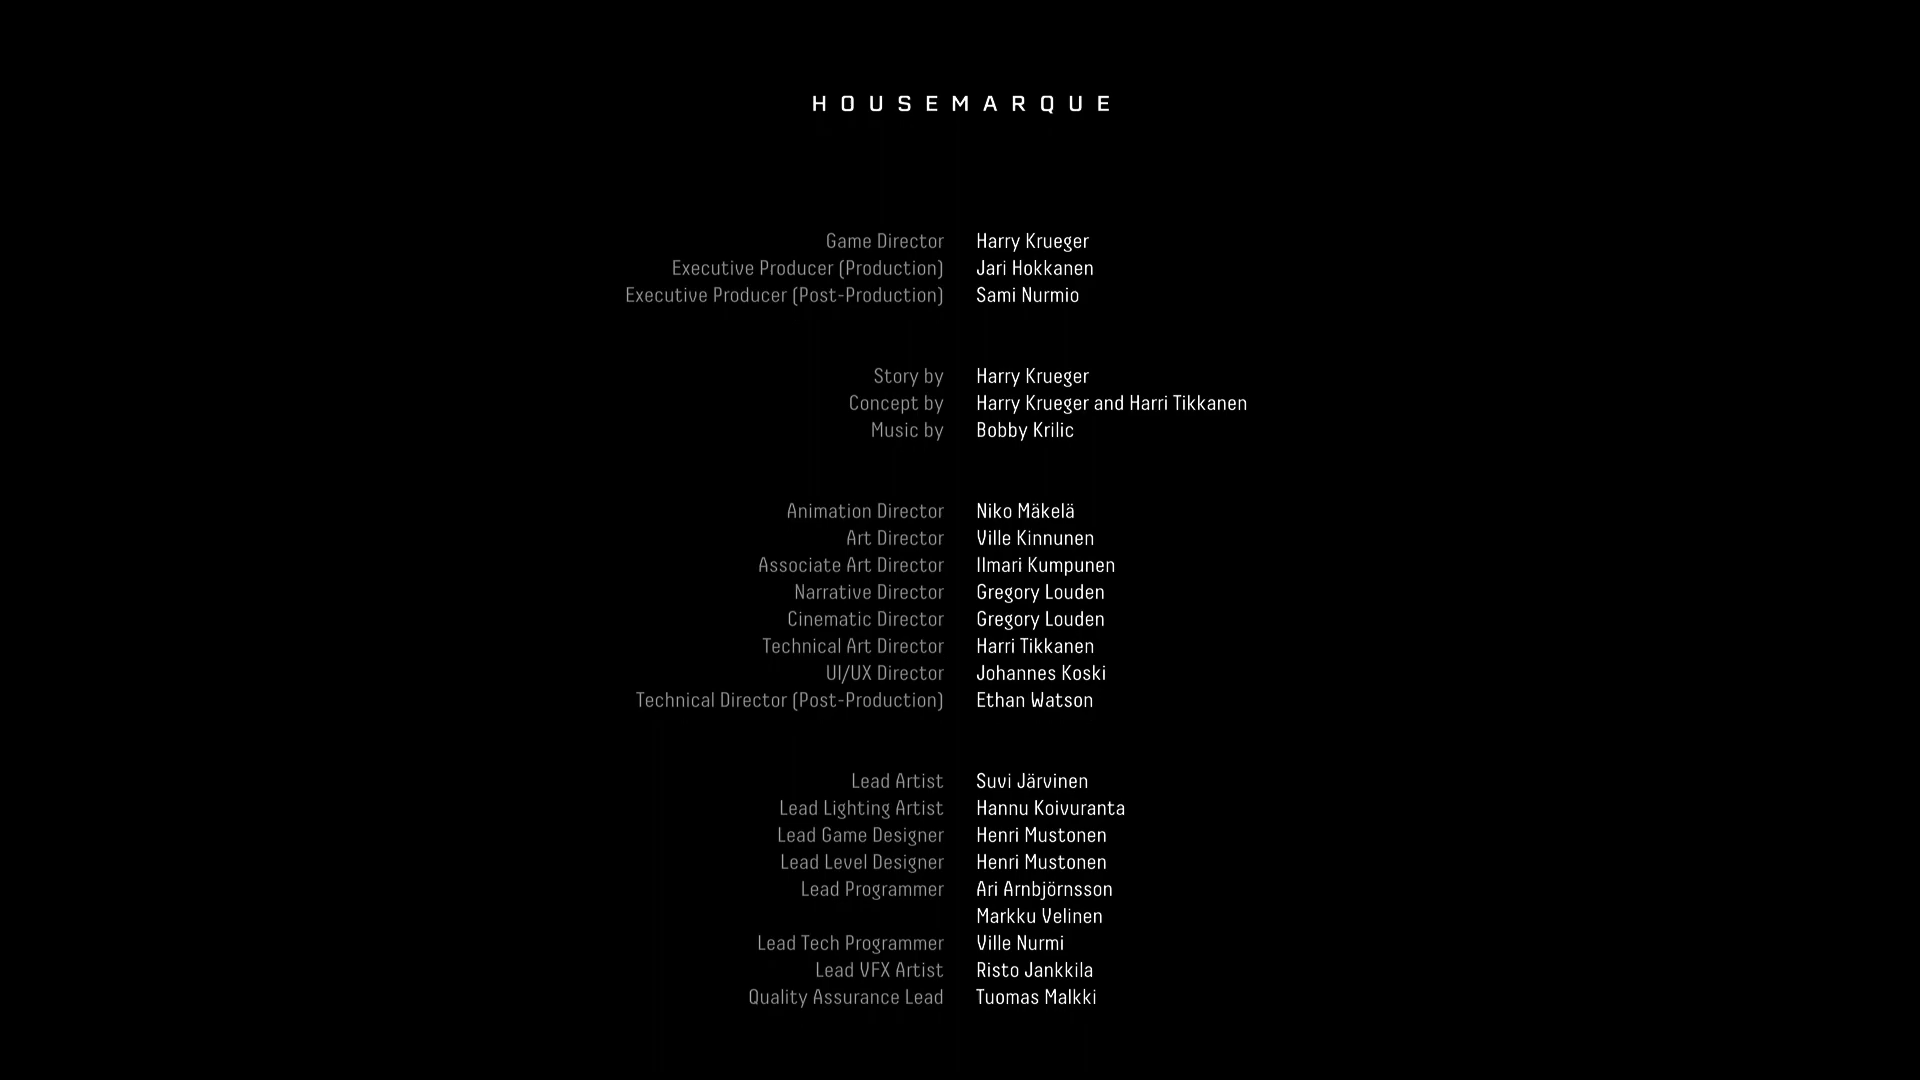 HOUSEMARQUE
Game Director Harry Krueger
Executive Producer (Production) Jari Hokkanen
Executive Producer (Post-Production) Sami Nurmio
Story by Harry Krueger
Concept by Harry Krueger and Harri Tikkanen
Music by Bobby Krilic
Animation Director Niko Mäkelä
Art Director Ville Kinnunen
Associate Art Director Ilmari Kumpunen
Narrative Director Gregory Louden
Cinematic Director Gregory Louden
Technical Art Director Harri Tikkanen
UI/UX Director Johannes Koski
Technical Director (Post-Production) Ethan Watson
Lead Artist Suvi Järvinen
Lead Lighting Artist Hannu Koivuranta
Lead Game Designer Henri Mustonen
Lead Level Designer Henri Mustonen
Lead Programmer Ari Arnbjörnsson
Markku Velinen
Lead Tech Programmer Ville Nurmi
Lead VFX Artist Risto Jankkila
Quality Assurance Lead Tuomas Malkki